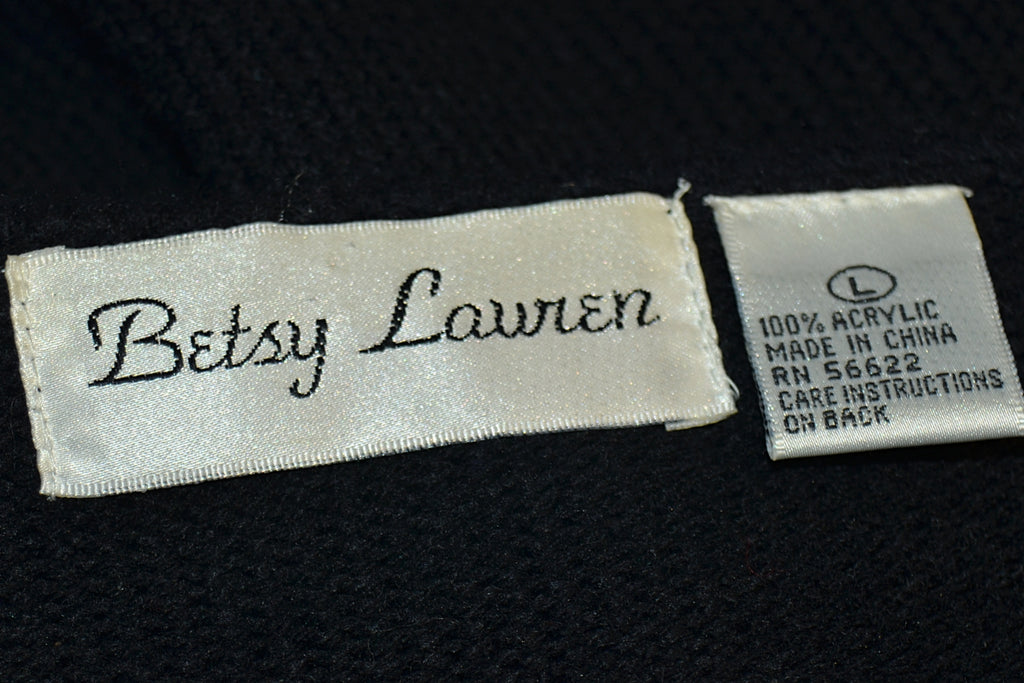 Betsy Lauren
L
100% ACRYLIC
MADE IN CHINA
RN 56622
CARE INSTRUCTIONS
ON BACK